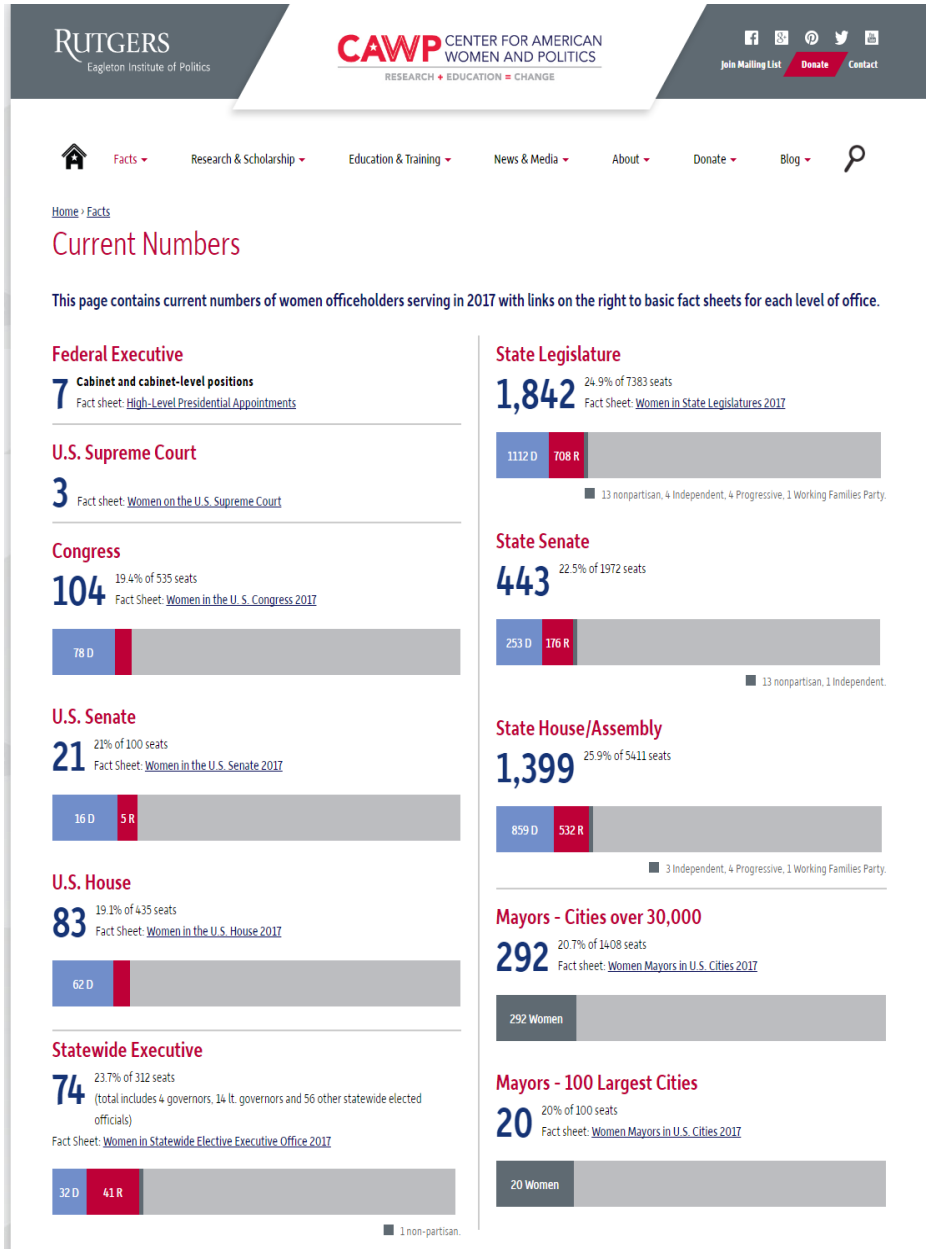 RUTGERS
Eagleton Institute of Politics
CAWP CENTER FOR AMERICAN
WOMEN AND POLITICS
RESEARCH + EDUCATION = CHANGE
Join Mailing List Donate Contact
Facts Research & Scholarship Education & Training News & Media About Donate Blog
Home › Facts
Current Numbers
This page contains current numbers of women officeholders serving in 2017 with links on the right to basic fact sheets for each level of office.
Federal Executive
7 Cabinet and cabinet-level positions
Fact sheet: High-Level Presidential Appointments
U.S. Supreme Court
3 Fact sheet: Women on the U.S. Supreme Court
Congress
104 19.4% of 535 seats
Fact Sheet: Women in the U. S. Congress 2017
78 D
U.S. Senate
21 21% of 100 seats
Fact Sheet: Women in the U.S. Senate 2017
16 D 5 R
U.S. House
83 19.1% of 435 seats
Fact Sheet: Women in the U.S. House 2017
62 D
Statewide Executive
74 23.7% of 312 seats
(total includes 4 governors, 14 lt. governors and 56 other statewide elected
officials)
Fact Sheet: Women in Statewide Elective Executive Office 2017
32 D 41 R
1 non-partisan.
State Legislature
1,842 24.9% of 7383 seats
Fact Sheet: Women in State Legislatures 2017
1112 D 708 R
13 nonpartisan, 4 Independent, 4 Progressive, 1 Working Families Party.
State Senate
443 22.5% of 1972 seats
253 D 176 R
13 nonpartisan, 1 Independent.
State House/Assembly
1,399 25.9% of 5411 seats
859 D 532 R
3 Independent, 4 Progressive, 1 Working Families Party.
Mayors - Cities over 30,000
292 20.7% of 1408 seats
Fact sheet: Women Mayors in U.S. Cities 2017
292 Women
Mayors - 100 Largest Cities
20 20% of 100 seats
Fact sheet: Women Mayors in U.S. Cities 2017
20 Women